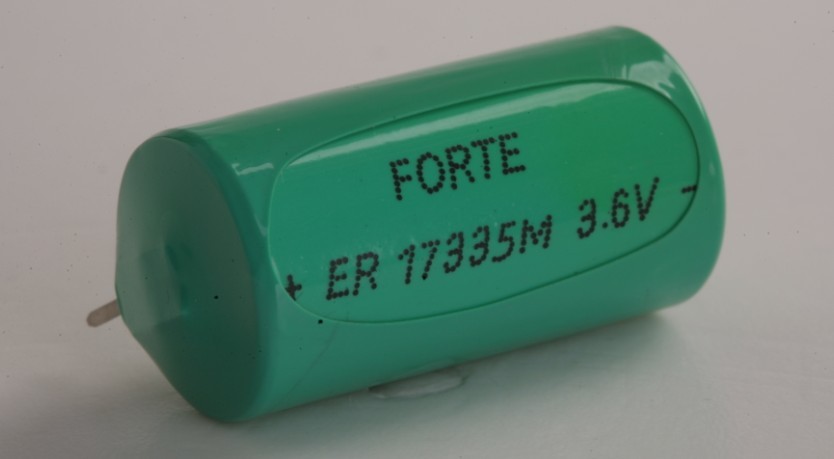 FORTE
+ ER 17335M 3.6V -